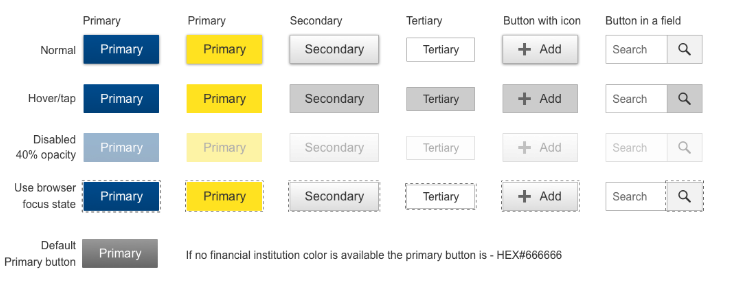 Primary Primary Secondary Tertiary Button with icon Button in a field
Normal Primary Primary Secondary Tertiary Add Search
Hover/tap Primary Primary Secondary Tertiary Add Search
Disabled
40% opacity Primary Primary Secondary Tertiary Add Search
Use browser
focus state Primary Primary Secondary Tertiary Add Search
Default
Primary button Primary If no financial institution color is available the primary button is - HEX#666666